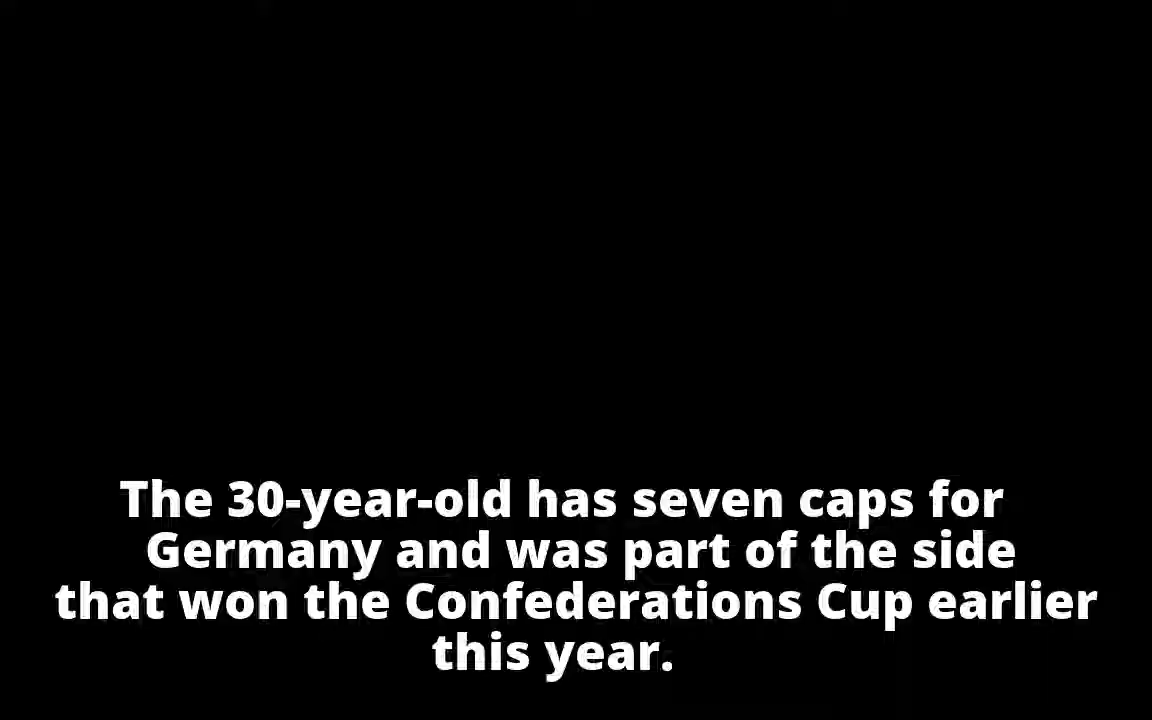 The 30-year-old has seven caps for
Germany and was part of the side
that won the Confederations Cup earlier
this year.